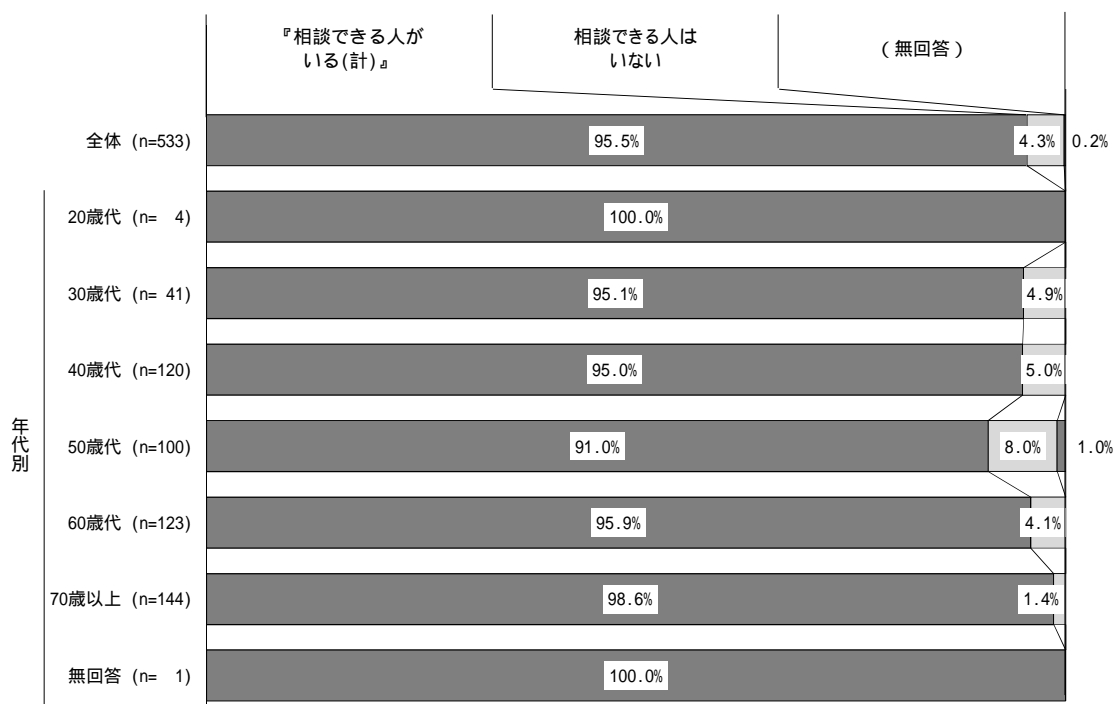 『相談できる人が
いる(計)』
相談できる人は
いない
(無回答)
全体 (n=533) 95.5% 4.3% 0.2%
年代別
20歳代 (n= 4) 100.0%
30歳代 (n= 41) 95.1% 4.9%
40歳代 (n=120) 95.0% 5.0%
50歳代 (n=100) 91.0% 8.0% 1.0%
60歳代 (n=123) 95.9% 4.1%
70歳以上 (n=144) 98.6% 1.4%
無回答 (n= 1) 100.0%